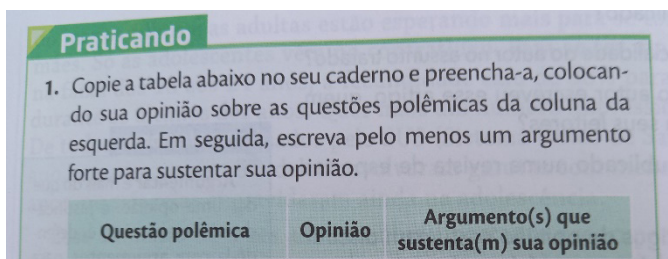 Praticando
1. Copie a tabela abaixo no seu caderno e preencha-a, colocan-
do sua opinião sobre as questões polêmicas da coluna da
esquerda. Em seguida, escreva pelo menos um argumento
forte para sustentar sua opinião.
Questão polêmica
Opinião
Argumento(s) que
sustenta(m) sua opinião